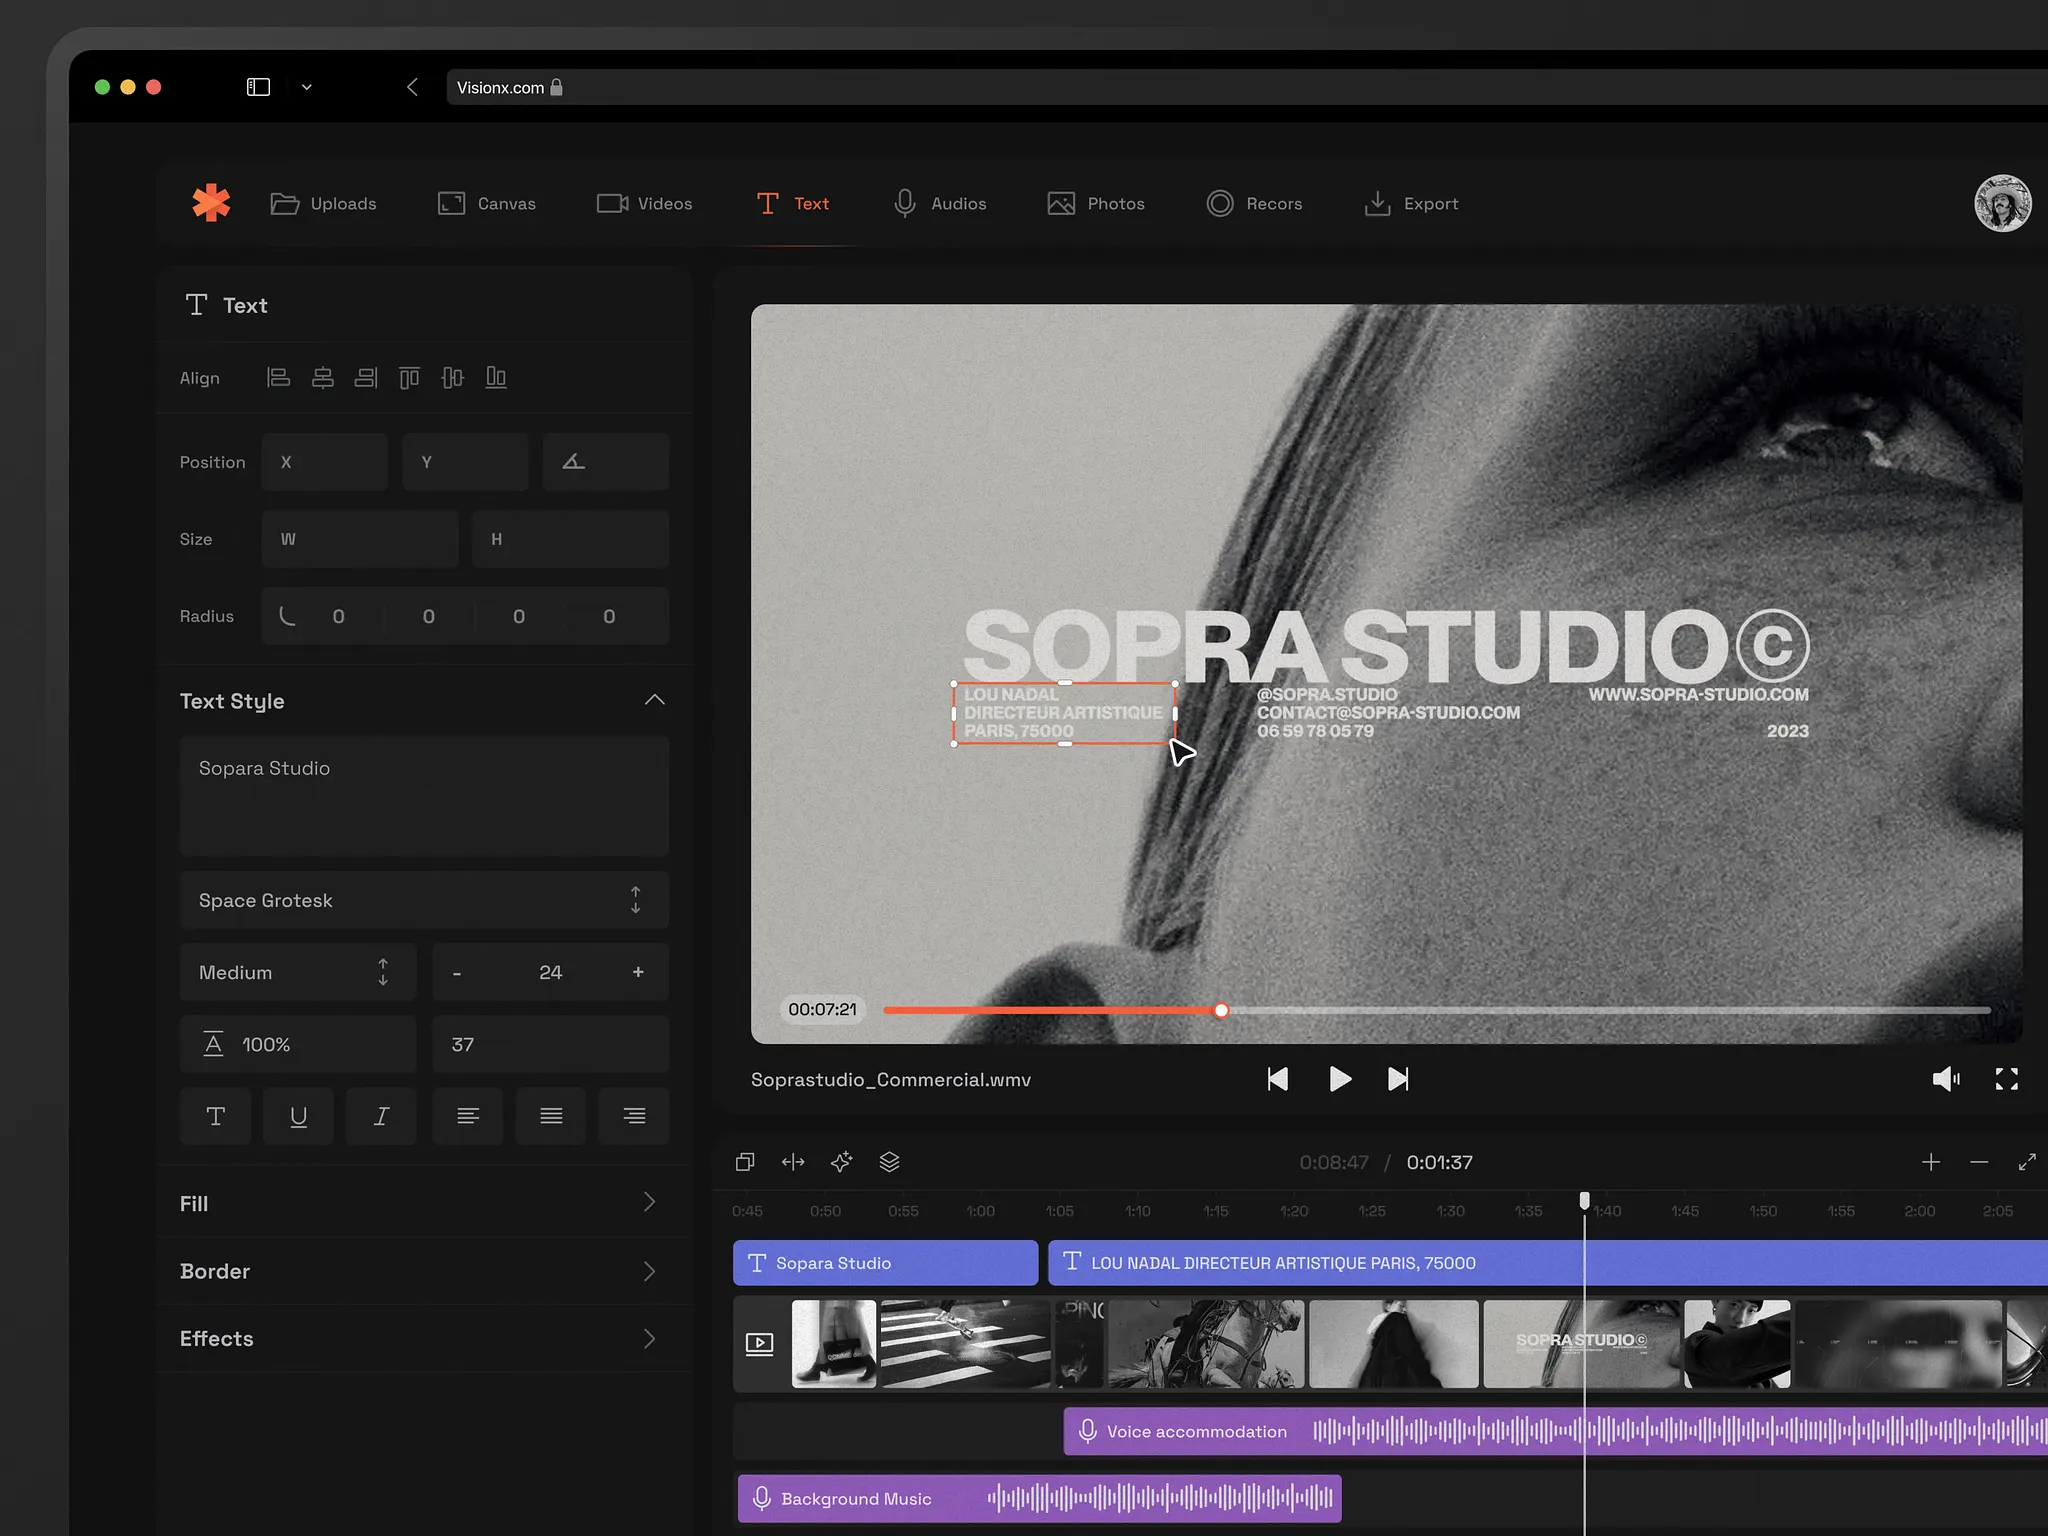 Visionx.com
Uploads Canvas Videos Text Audios Photos Recors Export
Text
Align
Position X Y
Size W H
Radius 0 0 0 0
Text Style
Sopara Studio
Space Grotesk
Medium - 24 +
100% 37
T U I
Fill
Border
Effects
SOPRA STUDIO©
LOU NADAL
DIRECTEUR ARTISTIQUE
PARIS, 75000
@SOPRA.STUDIO
CONTACT@SOPRA-STUDIO.COM
06 59 78 05 79
WWW.SOPRA-STUDIO.COM
2023
00:07:21
Soprastudio_Commercial.wmv
0:08:47 / 0:01:37
0:45 0:50 0:55 1:00 1:05 1:10 1:15 1:20 1:25 1:30 1:35 1:40 1:45 1:50 1:55 2:00 2:05
Sopara Studio
LOU NADAL DIRECTEUR ARTISTIQUE PARIS, 75000
SOPRA STUDIO©
Voice accommodation
Background Music